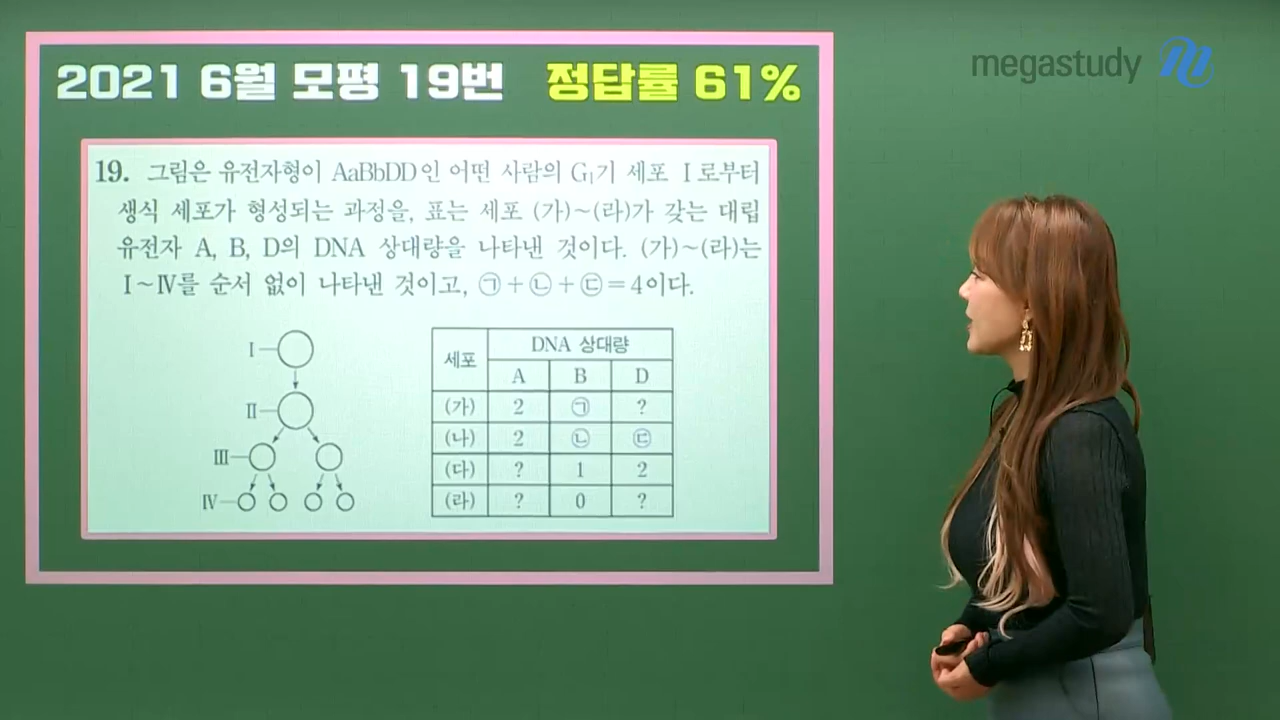 2021 6월 모평 19번 정답률 61%
megastudy
19. 그림은 유전자형이 AaBbDD인 어떤 사람의 G₁기 세포 Ⅰ로부터
생식 세포가 형성되는 과정을, 표는 세포 (가)~(라)가 갖는 대립
유전자 A, B, D의 DNA 상대량을 나타낸 것이다. (가)~(라)는
Ⅰ~Ⅳ를 순서 없이 나타낸 것이고, ㉠+㉡+㉢=4이다.
Ⅰ
Ⅱ
Ⅲ
Ⅳ
세포 DNA 상대량
A B D
(가) 2 ㉠ ?
(나) 2 ㉡ ㉢
(다) ? 1 2
(라) ? 0 ?